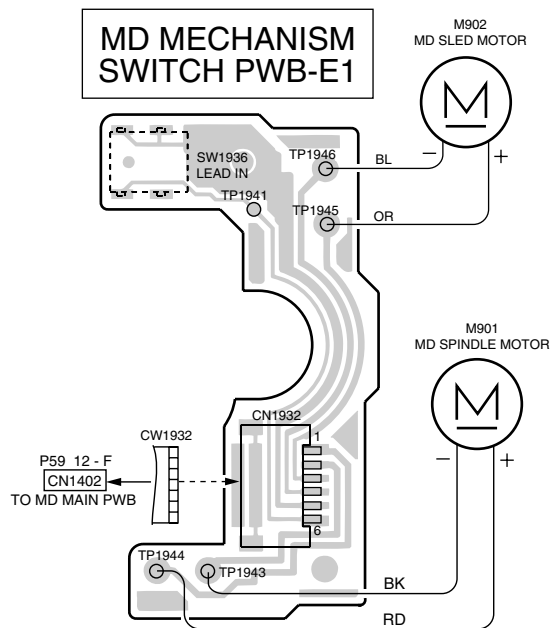 MD MECHANISM
SWITCH PWB-E1
M902
MD SLED MOTOR
SW1936
LEAD IN
TP1946
BL
−
+
TP1941
TP1945
OR
M901
MD SPINDLE MOTOR
CN1932
1
CW1932
P59 12 - F
CN1402
TO MD MAIN PWB
−
+
6
TP1944
TP1943
BK
RD